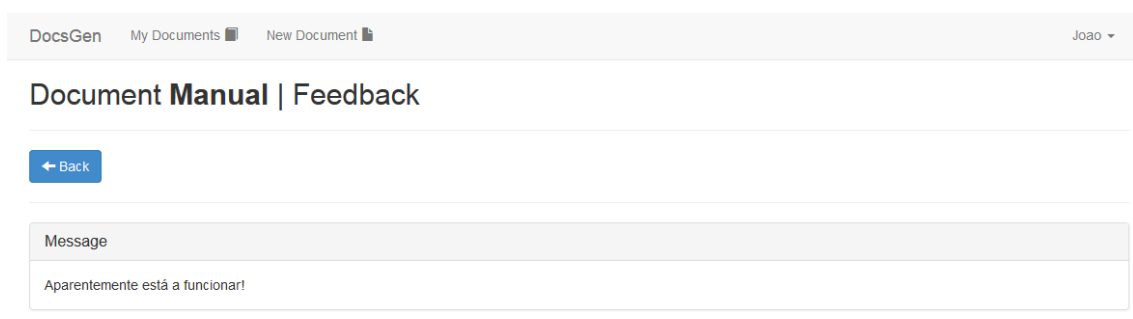 DocsGen My Documents New Document Joao
Document Manual | Feedback
Back
Message
Aparentemente está a funcionar!